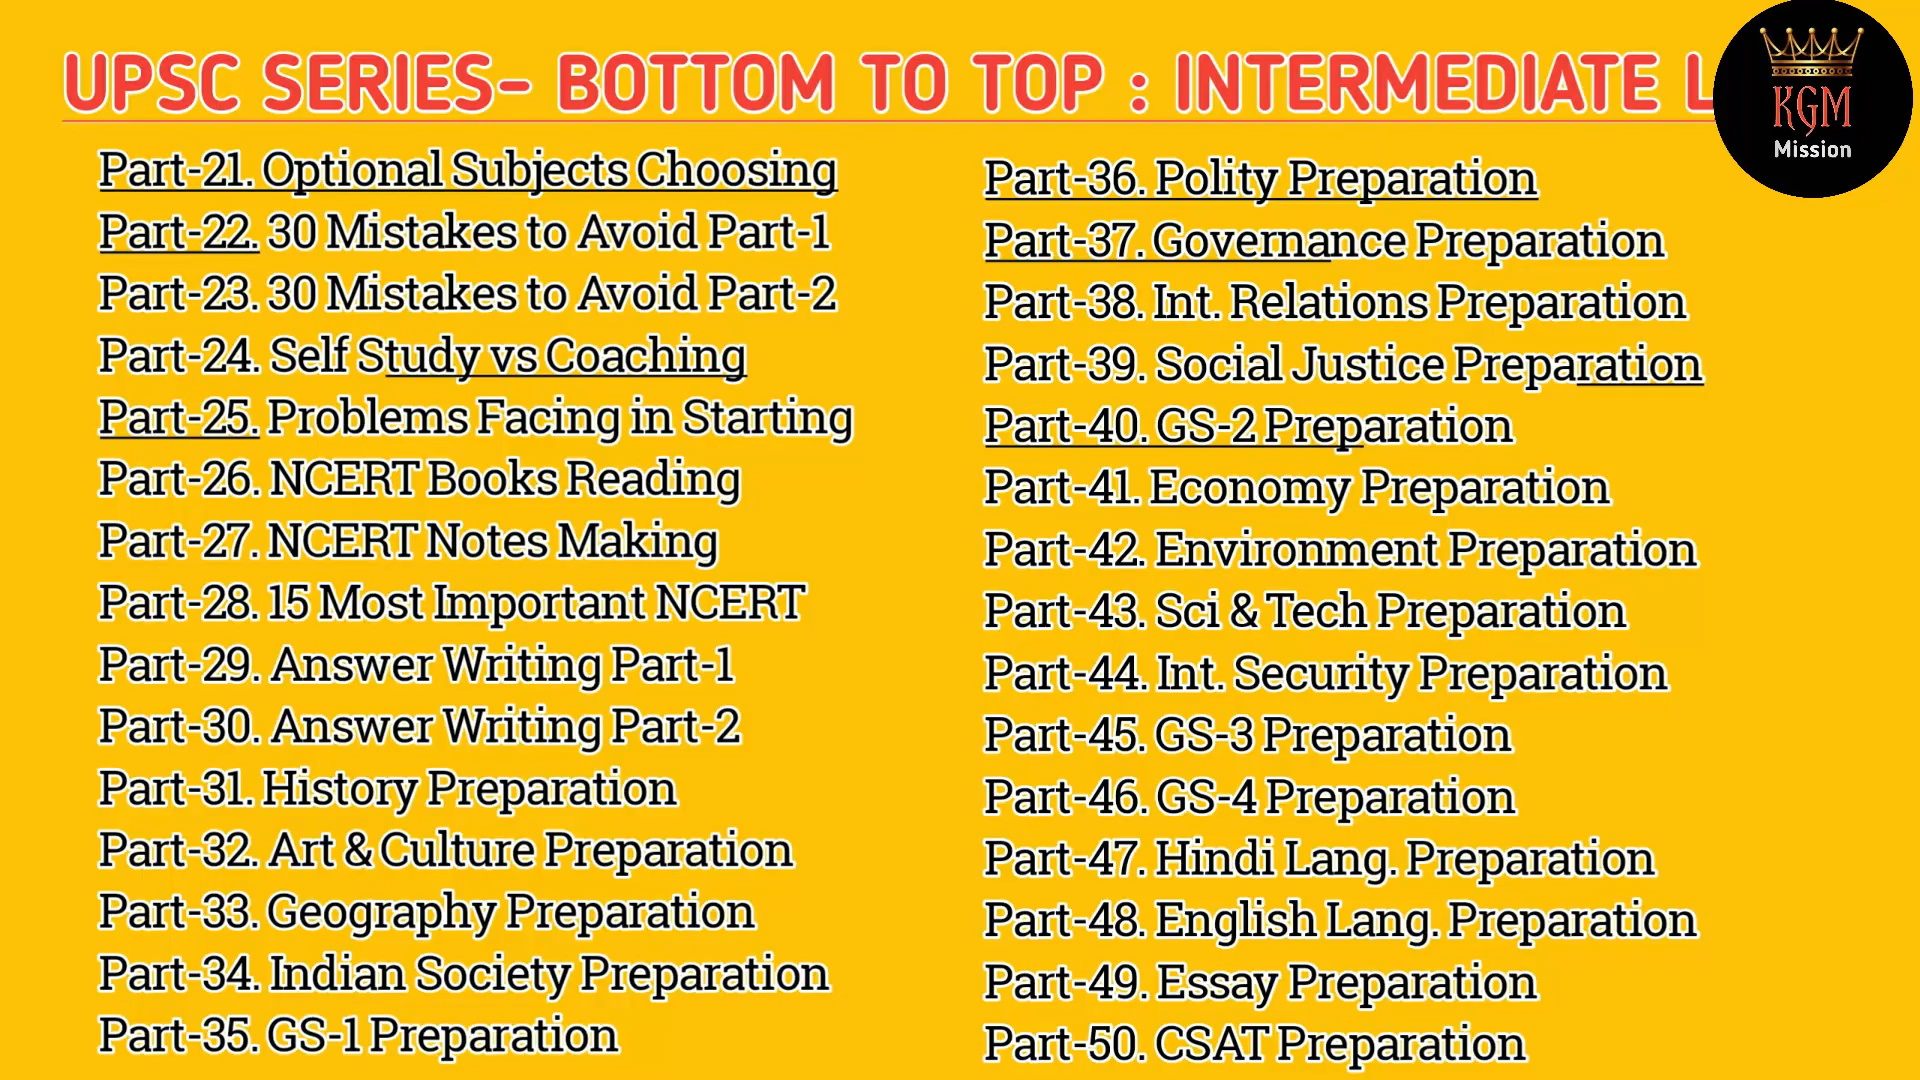 UPSC SERIES- BOTTOM TO TOP : INTERMEDIATE L
KGM
Mission
Part-21. Optional Subjects Choosing
Part-22. 30 Mistakes to Avoid Part-1
Part-23. 30 Mistakes to Avoid Part-2
Part-24. Self Study vs Coaching
Part-25. Problems Facing in Starting
Part-26. NCERT Books Reading
Part-27. NCERT Notes Making
Part-28. 15 Most Important NCERT
Part-29. Answer Writing Part-1
Part-30. Answer Writing Part-2
Part-31. History Preparation
Part-32. Art & Culture Preparation
Part-33. Geography Preparation
Part-34. Indian Society Preparation
Part-35. GS-1 Preparation
Part-36. Polity Preparation
Part-37. Governance Preparation
Part-38. Int. Relations Preparation
Part-39. Social Justice Preparation
Part-40. GS-2 Preparation
Part-41. Economy Preparation
Part-42. Environment Preparation
Part-43. Sci & Tech Preparation
Part-44. Int. Security Preparation
Part-45. GS-3 Preparation
Part-46. GS-4 Preparation
Part-47. Hindi Lang. Preparation
Part-48. English Lang. Preparation
Part-49. Essay Preparation
Part-50. CSAT Preparation